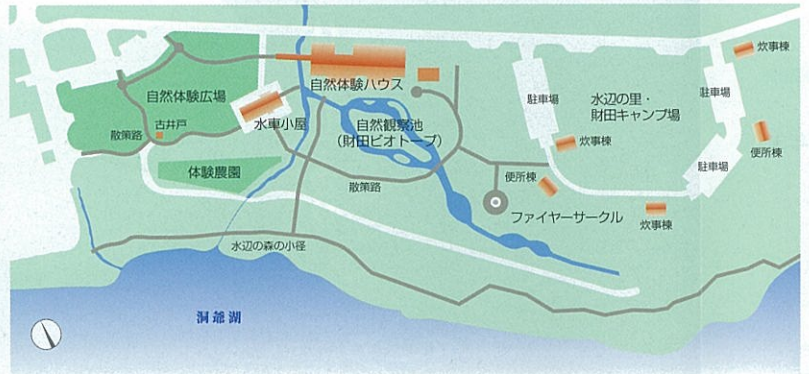 炊事棟
自然体験広場
自然体験ハウス
駐車場
水辺の里・
財田キャンプ場
駐車場
古井戸
散策路
水車小屋
自然観察池
(財田ビオトープ)
炊事棟
便所棟
駐車場
体験農園
散策路
便所棟
ファイヤーサークル
炊事棟
水辺の森の小径
洞爺湖